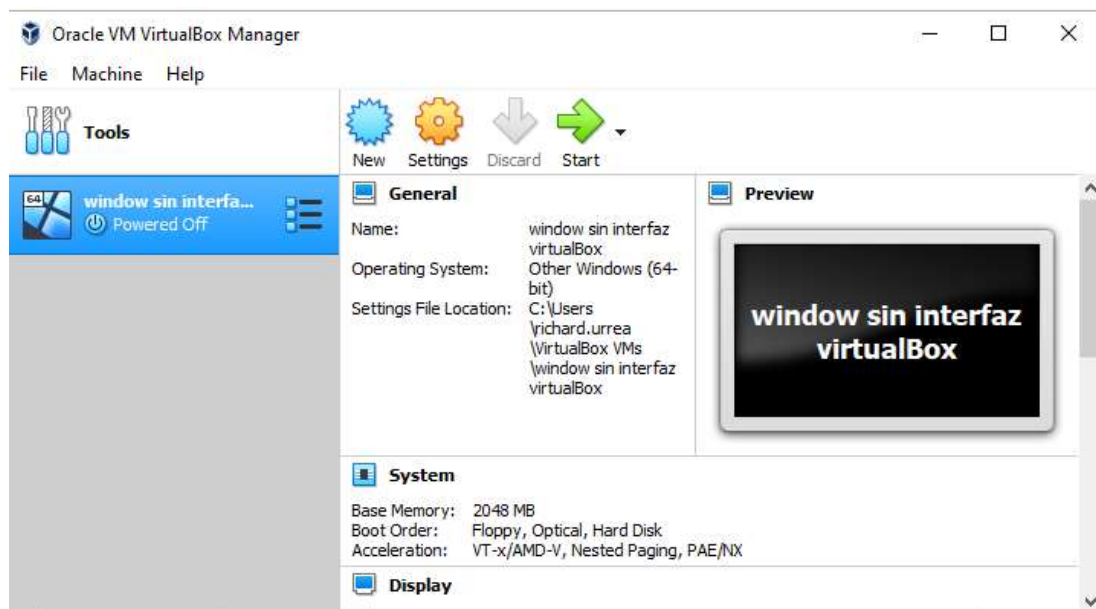 Oracle VM VirtualBox Manager
File Machine Help
Tools
New Settings Discard Start
64
window sin interfa...
Powered Off
General
Name: window sin interfaz
virtualBox
Operating System: Other Windows (64-
bit)
Settings File Location: C:\Users
\richard.urrea
\VirtualBox VMs
\window sin interfaz
virtualBox
Preview
window sin interfaz
virtualBox
System
Base Memory: 2048 MB
Boot Order: Floppy, Optical, Hard Disk
Acceleration: VT-x/AMD-V, Nested Paging, PAE/NX
Display